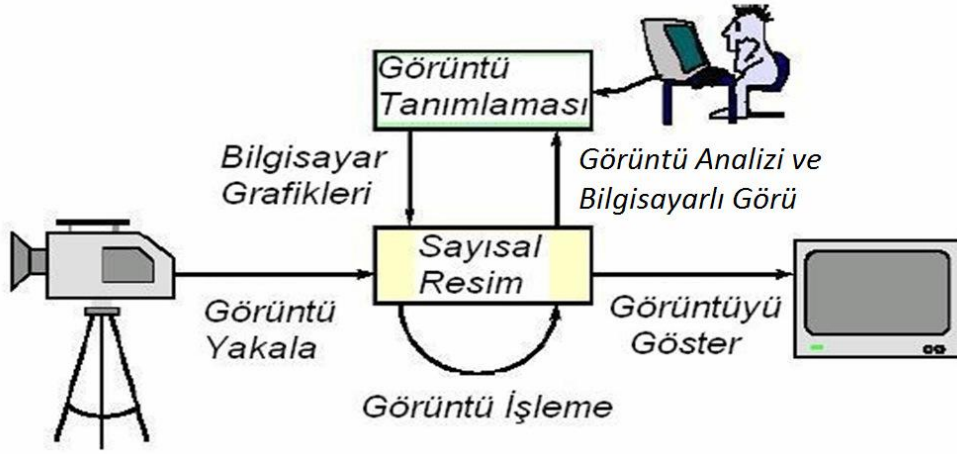 Görüntü
Tanımlaması
Bilgisayar
Grafikleri
Görüntü Analizi ve
Bilgisayarlı Görü
Sayısal
Resim
Görüntü
Yakala
Görüntüyü
Göster
Görüntü İşleme